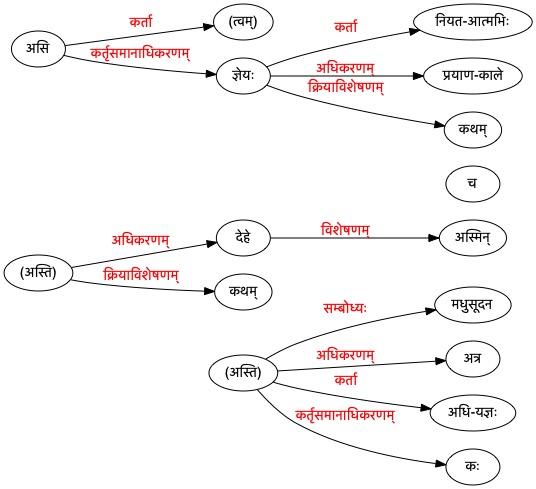 कर्ता
(त्वम्)
असि
कर्तृसमानाधिकरणम्
ज्ञेयः
कर्ता
नियत-आत्मभिः
अधिकरणम्
प्रयाण-काले
क्रियाविशेषणम्
कथम्
च
(अस्ति)
अधिकरणम्
देहे
विशेषणम्
अस्मिन्
क्रियाविशेषणम्
कथम्
(अस्ति)
सम्बोध्यः
मधुसूदन
अधिकरणम्
अत्र
कर्ता
अधि-यज्ञः
कर्तृसमानाधिकरणम्
कः